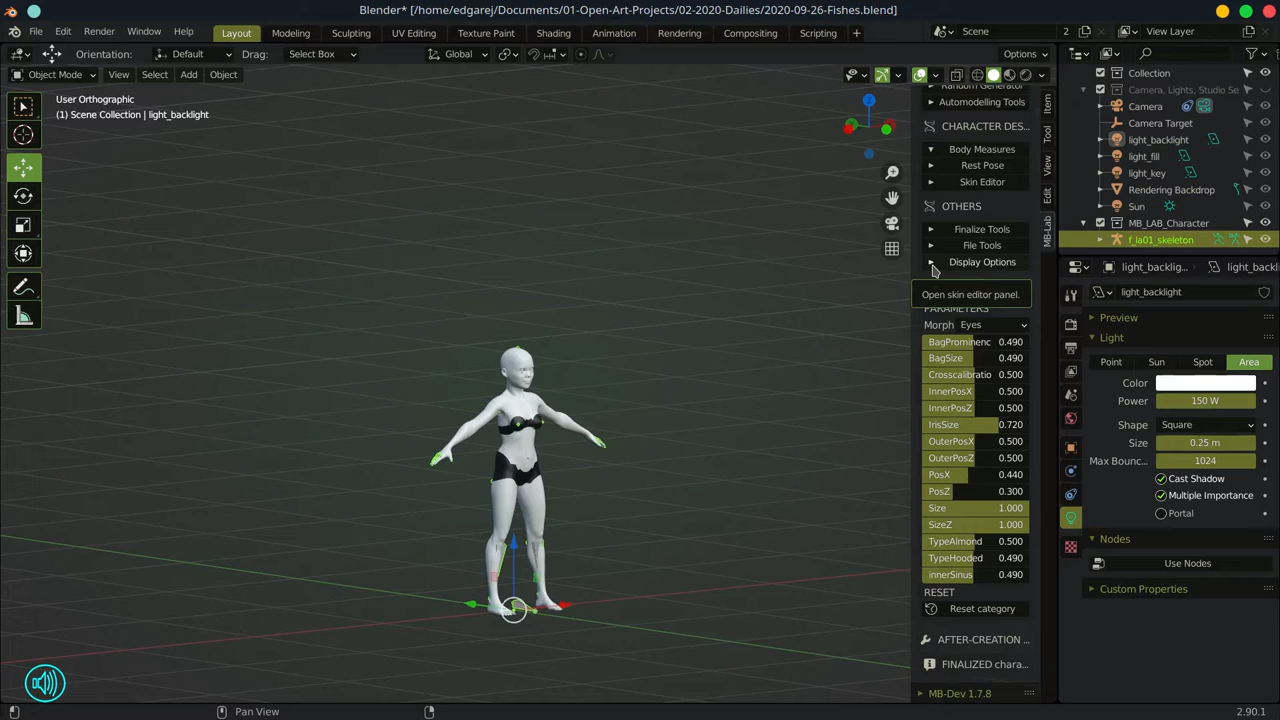 Blender* [/home/edgarej/Documents/01-Open-Art-Projects/02-2020-Dailies/2020-09-26-Fishes.blend]
File Edit Render Window Help Layout Modeling Sculpting UV Editing Texture Paint Shading Animation Rendering Compositing Scripting + Scene 2 View Layer
Orientation: Default Drag: Select Box Global Options
Object Mode View Select Add Object
User Orthographic
(1) Scene Collection | light_backlight
Z
Random Generator
Automodelling Tools
CHARACTER DES...
Body Measures
Rest Pose
Skin Editor
OTHERS
Finalize Tools
File Tools
Display Options
Open skin editor panel.
PARAMETERS
Morph Eyes
BagProminenc 0.490
BagSize 0.490
Crosscalibratio 0.500
InnerPosX 0.500
InnerPosZ 0.500
IrisSize 0.720
OuterPosX 0.500
OuterPosZ 0.500
PosX 0.440
PosZ 0.300
Size 1.000
SizeZ 1.000
TypeAlmond 0.500
TypeHooded 0.490
innerSinus 0.490
RESET
Reset category
AFTER-CREATION ...
FINALIZED chara...
MB-Dev 1.7.8
Item
Tool
View
Edit
MB-Lab
Collection
Camera, Lights, Studio Se
Camera
Camera Target
light_backlight
light_fill
light_key
Rendering Backdrop
Sun
MB_LAB_Character
f_la01_skeleton
light_backlig... light_backl
light_backlight
Preview
Light
Point Sun Spot Area
Color
Power 150 W
Shape Square
Size 0.25 m
Max Bounc... 1024
Cast Shadow
Multiple Importance
Portal
Nodes
Use Nodes
Custom Properties
Pan View
2.90.1